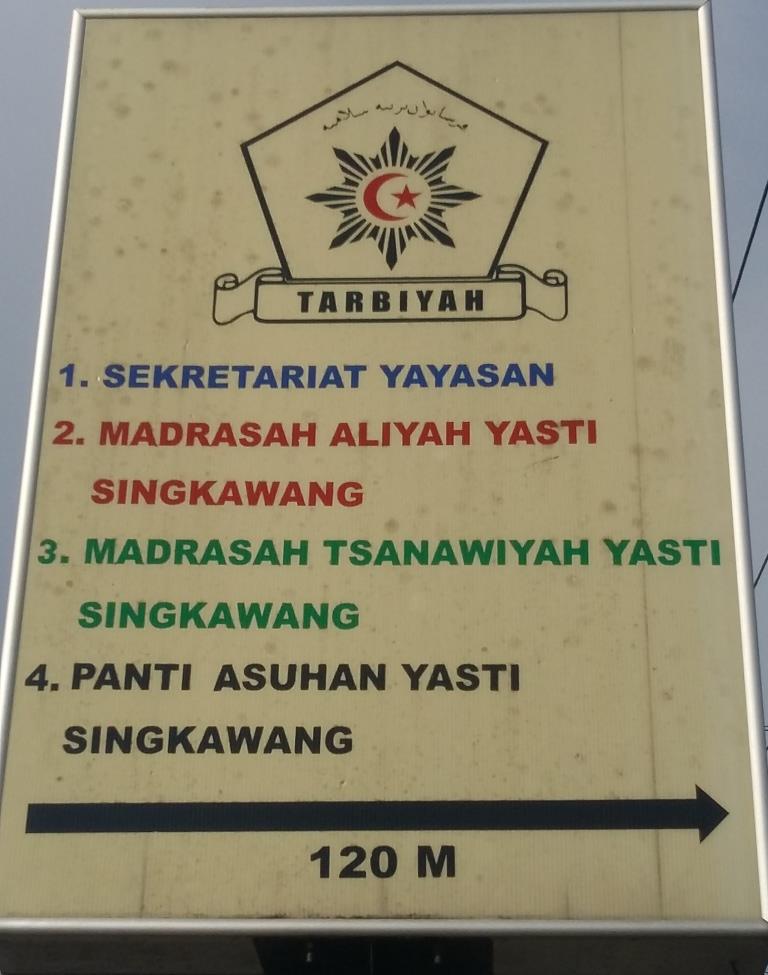 TARBIYAH
1. SEKRETARIAT YAYASAN
2. MADRASAH ALIYAH YASTI
SINGKAWANG
3. MADRASAH TSANAWIYAH YASTI
SINGKAWANG
4. PANTI ASUHAN YASTI
SINGKAWANG
120 M